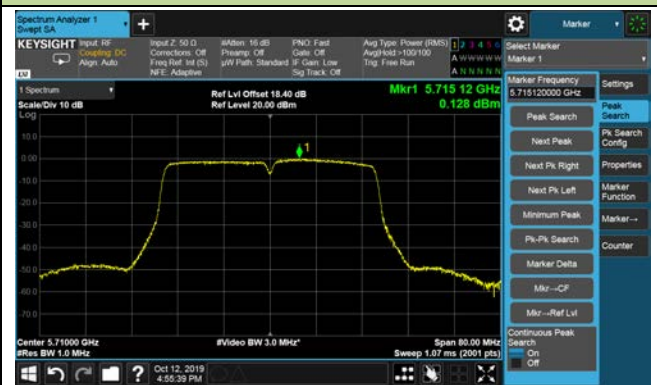 Spectrum Analyzer 1
Swept SA
Marker
KEYSIGHT
Input: RF
Coupling: DC
Align: Auto
Input Z: 50 Ω
Corrections: Off
Freq Ref: Int (S)
NFE: Adaptive
#Atten: 16 dB
Preamp: Off
µW Path: Standard
PNO: Fast
Gate: Off
IF Gain: Low
Sig Track: Off
Avg Type: Power (RMS)
Avg|Hold:>100/100
Trig: Free Run
1 2 3 4 5 6
A W W W W W
A N N N N N
LXI
Select Marker
Marker 1
1 Spectrum
Scale/Div 10 dB
Log
Ref Lvl Offset 18.40 dB
Ref Level 20.00 dBm
Mkr1 5.715 12 GHz
0.128 dBm
10.0
0.00
-10.0
-20.0
-30.0
-40.0
-50.0
-60.0
-70.0
1
Center 5.71000 GHz
#Res BW 1.0 MHz
#Video BW 3.0 MHz*
Span 80.00 MHz
Sweep 1.07 ms (2001 pts)
Marker Frequency
5.715120000 GHz
Peak Search
Next Peak
Next Pk Right
Next Pk Left
Minimum Peak
Pk-Pk Search
Marker Delta
Mkr→CF
Mkr→Ref Lvl
Continuous Peak
Search
On
Off
Settings
Peak
Search
Pk Search
Config
Properties
Marker
Function
Marker→
Counter
?
Oct 12, 2019
4:55:39 PM